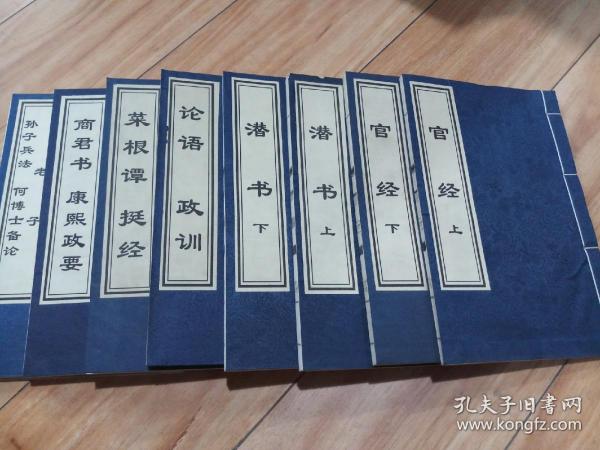 孙子兵法 老子 何博士备论
商君书 康熙政要
菜根谭 挺经
论语 政训
潜书 下
潜书 上
官经 下
官经 上
孔夫子旧书网
www.kongfz.com